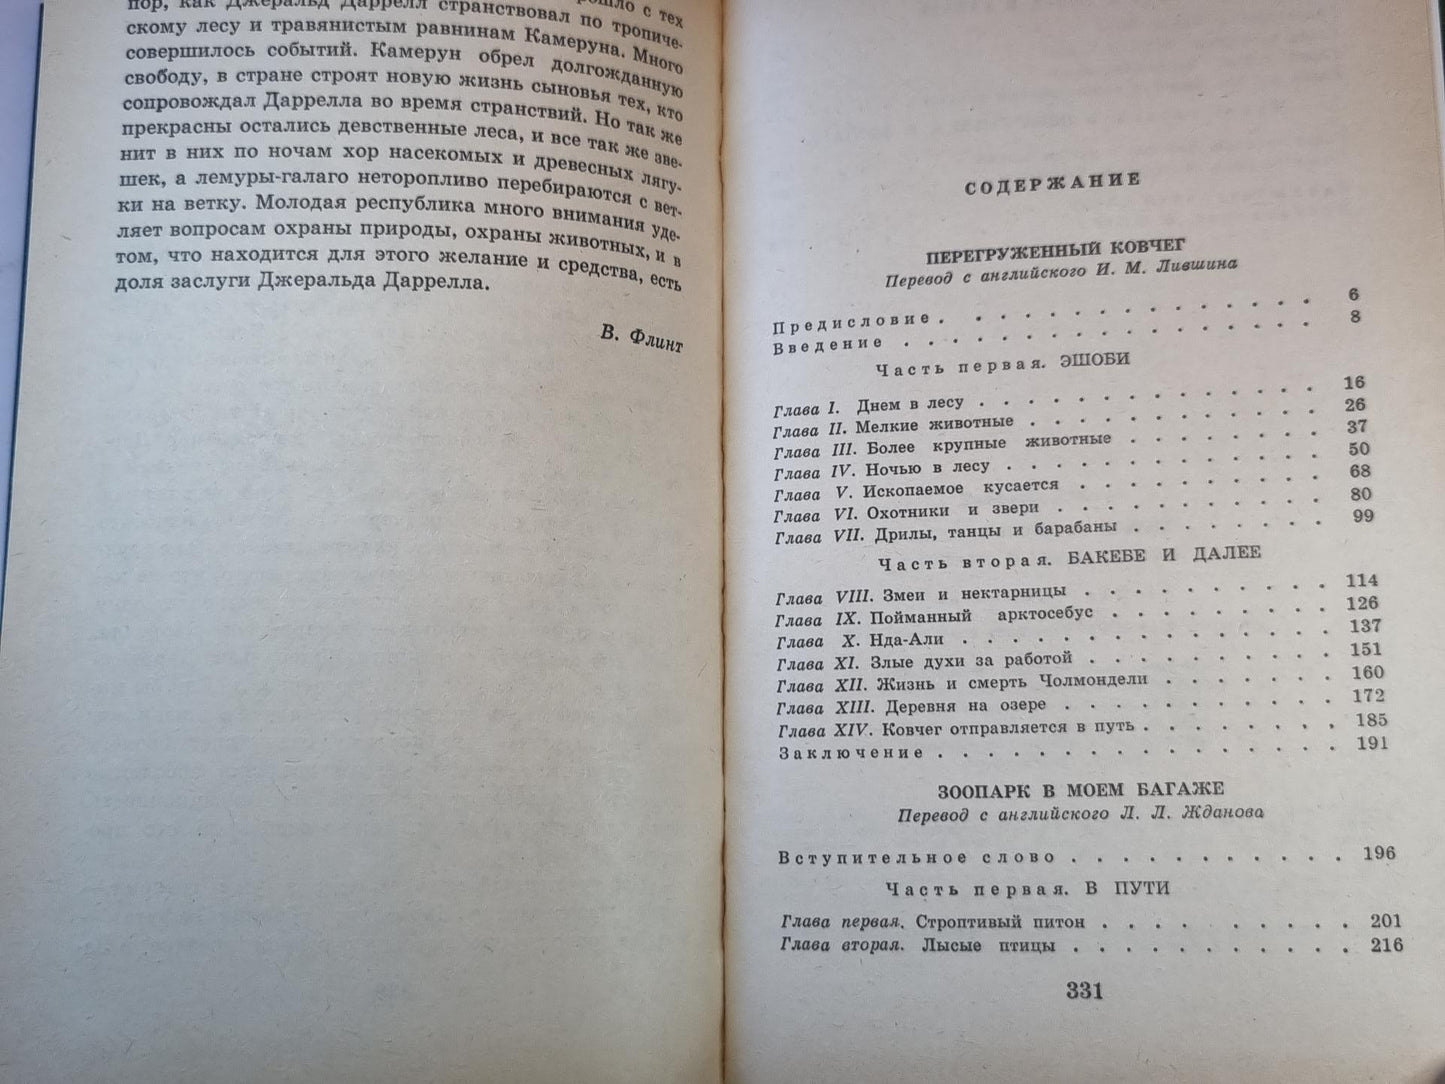 пор, как Джеральд Даррелл странствовал по тропиче-
скому лесу и травянистым равнинам Камеруна. Много
совершилось событий. Камерун обрел долгожданную
свободу, в стране строят новую жизнь сыновья тех, кто
сопровождал Даррелла во время странствий. Но так же
прекрасны остались девственные леса, и все так же зве-
нит в них по ночам хор насекомых и древесных лягу-
шек, а лемуры-галаго неторопливо перебираются с вет-
ки на ветку. Молодая республика много внимания уде-
ляет вопросам охраны природы, охраны животных, и в
том, что находится для этого желание и средства, есть
доля заслуги Джеральда Даррелла.
В. Флинт
СОДЕРЖАНИЕ
ПЕРЕГРУЖЕННЫЙ КОВЧЕГ
Перевод с английского И. М. Лившина
Предисловие . . . . . . . . . . . . . . . . . 6
Введение . . . . . . . . . . . . . . . . . . 8
Часть первая. ЭШОБИ
Глава I. Днем в лесу . . . . . . . . . . . . . . 16
Глава II. Мелкие животные . . . . . . . . . . . . 26
Глава III. Более крупные животные . . . . . . . . 37
Глава IV. Ночью в лесу . . . . . . . . . . . . . 50
Глава V. Ископаемое кусается . . . . . . . . . . 68
Глава VI. Охотники и звери . . . . . . . . . . . 80
Глава VII. Дрилы, танцы и барабаны . . . . . . . . 99
Часть вторая. БАКЕБЕ И ДАЛЕЕ
Глава VIII. Змеи и нектарницы . . . . . . . . . . 114
Глава IX. Пойманный арктосебус . . . . . . . . . 126
Глава X. Нда-Али . . . . . . . . . . . . . . . 137
Глава XI. Злые духи за работой . . . . . . . . . . 151
Глава XII. Жизнь и смерть Чолмондели . . . . . . . 160
Глава XIII. Деревня на озере . . . . . . . . . . . 172
Глава XIV. Ковчег отправляется в путь . . . . . . . 185
Заключение . . . . . . . . . . . . . . . . . 191
ЗООПАРК В МОЕМ БАГАЖЕ
Перевод с английского Л. Л. Жданова
Вступительное слово . . . . . . . . . . . . 196
Часть первая. В ПУТИ
Глава первая. Строптивый питон . . . . . . . . . . 201
Глава вторая. Лысые птицы . . . . . . . . . . . . 216
331